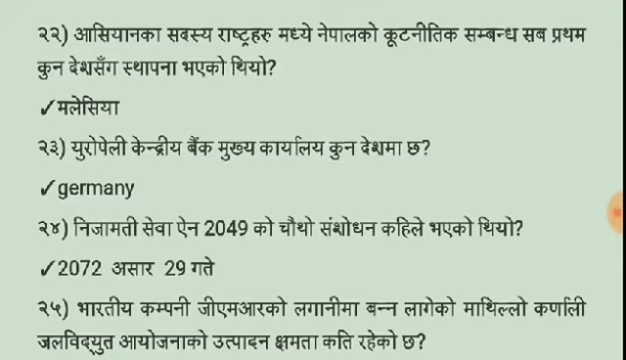 २२) आसियानका सदस्य राष्ट्रहरु मध्ये नेपालको कूटनीतिक सम्बन्ध सब प्रथम
कुन देशसँग स्थापना भएको थियो?
✓मलेसिया
२३) युरोपेली केन्द्रीय बैंक मुख्य कार्यालय कुन देशमा छ?
✓germany
२४) निजामती सेवा ऐन 2049 को चौथो संशोधन कहिले भएको थियो?
✓2072 असार 29 गते
२५) भारतीय कम्पनी जीएमआरको लगानीमा बन्न लागेको माथिल्लो कर्णाली
जलविद्युत आयोजनाको उत्पादन क्षमता कति रहेको छ?